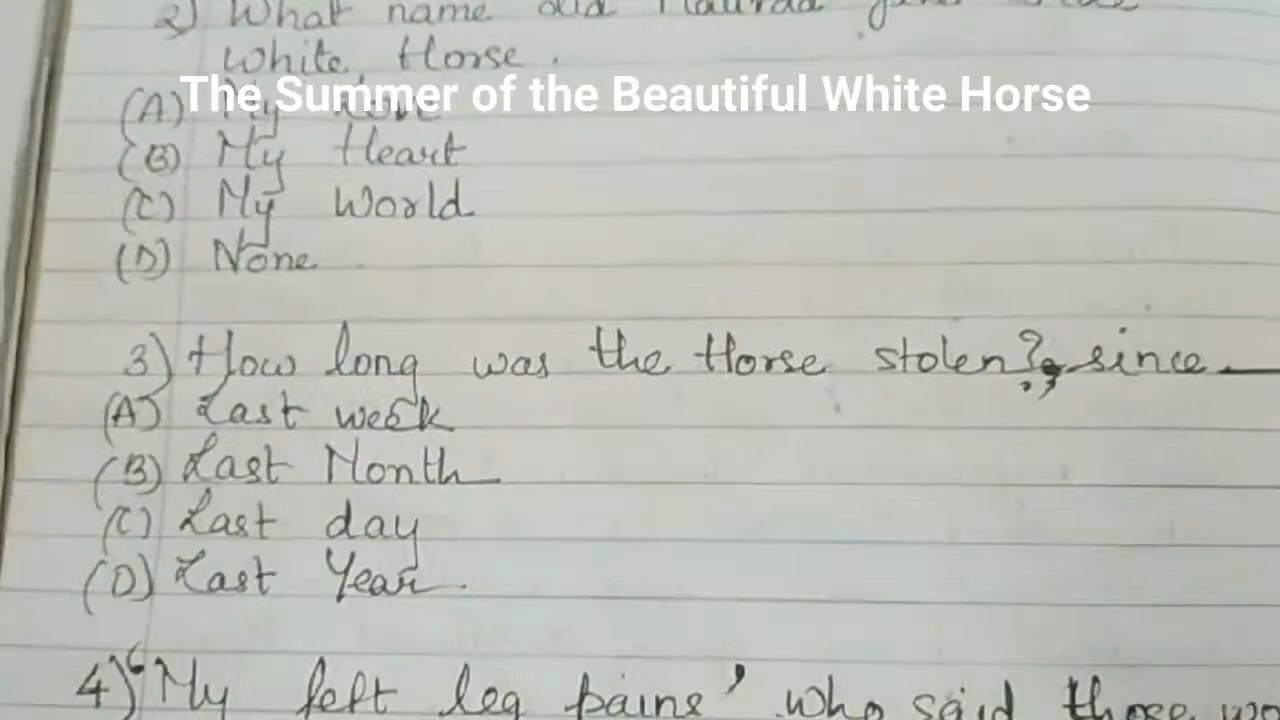 2) What name did
White Horse.
The Summer of the Beautiful White Horse
(A) My Love
(B) My Heart
(C) My World
(D) None
3) How long was the Horse stolen?, since
(A) Last week
(B) Last Month
(C) Last day
(D) Last Year.
4) "My left leg pains" who said those